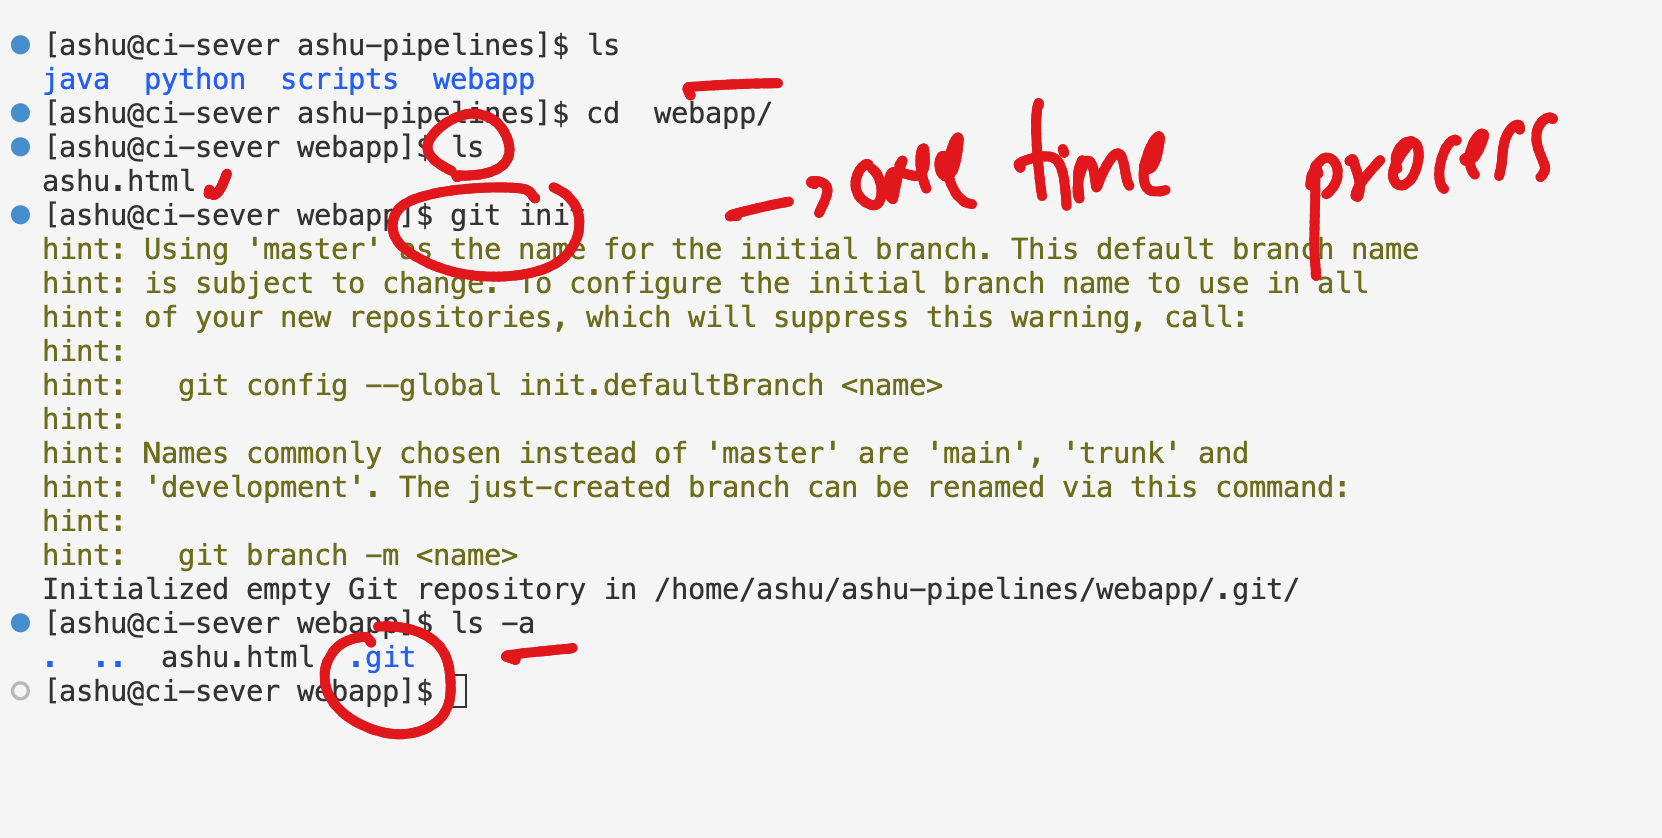 [ashu@ci-sever ashu-pipelines]$ ls
java  python  scripts  webapp
[ashu@ci-sever ashu-pipelines]$ cd  webapp/
[ashu@ci-sever webapp]$ ls
ashu.html
[ashu@ci-sever webapp]$ git init
→ one time process
hint: Using 'master' as the name for the initial branch. This default branch name
hint: is subject to change. To configure the initial branch name to use in all
hint: of your new repositories, which will suppress this warning, call:
hint:
hint:   git config --global init.defaultBranch <name>
hint:
hint: Names commonly chosen instead of 'master' are 'main', 'trunk' and
hint: 'development'. The just-created branch can be renamed via this command:
hint:
hint:   git branch -m <name>
Initialized empty Git repository in /home/ashu/ashu-pipelines/webapp/.git/
[ashu@ci-sever webapp]$ ls -a
.  ..  ashu.html  .git
[ashu@ci-sever webapp]$